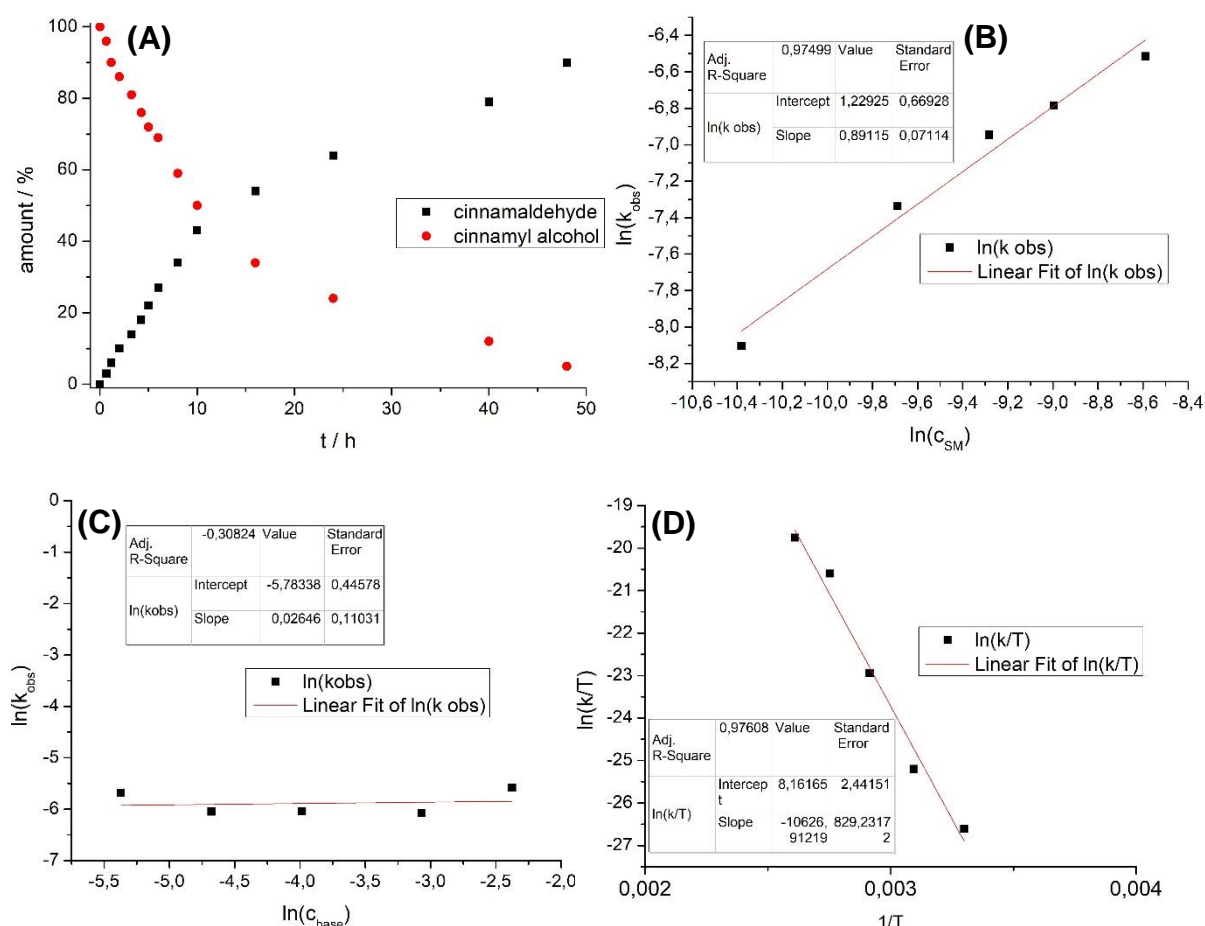 (A)
100
80
60
40
20
0
amount / %
cinnamaldehyde
cinnamyl alcohol
0 10 20 30 40 50
t / h
(B)
-6,4
-6,6
-6,8
-7,0
-7,2
-7,4
-7,6
-7,8
-8,0
-8,2
ln(k_obs)
Adj. R-Square 0,97499 Value Standard Error
ln(k obs) Intercept 1,22925 0,66928
Slope 0,89115 0,07114
ln(k obs)
Linear Fit of ln(k obs)
-10,6 -10,4 -10,2 -10,0 -9,8 -9,6 -9,4 -9,2 -9,0 -8,8 -8,6 -8,4
ln(c_SM)
(C)
0
-1
-2
-3
-4
-5
-6
-7
ln(k_obs)
Adj. R-Square -0,30824 Value Standard Error
ln(kobs) Intercept -5,78338 0,44578
Slope 0,02646 0,11031
ln(kobs)
Linear Fit of ln(k obs)
-5,5 -5,0 -4,5 -4,0 -3,5 -3,0 -2,5 -2,0
ln(c_base)
(D)
-19
-20
-21
-22
-23
-24
-25
-26
-27
ln(k/T)
ln(k/T)
Linear Fit of ln(k/T)
Adj. R-Square 0,97608 Value Standard Error
ln(k/T) Intercep t 8,16165 2,44151
Slope -10626, 91219 829,2317 2
0,002 0,003 0,004
1/T